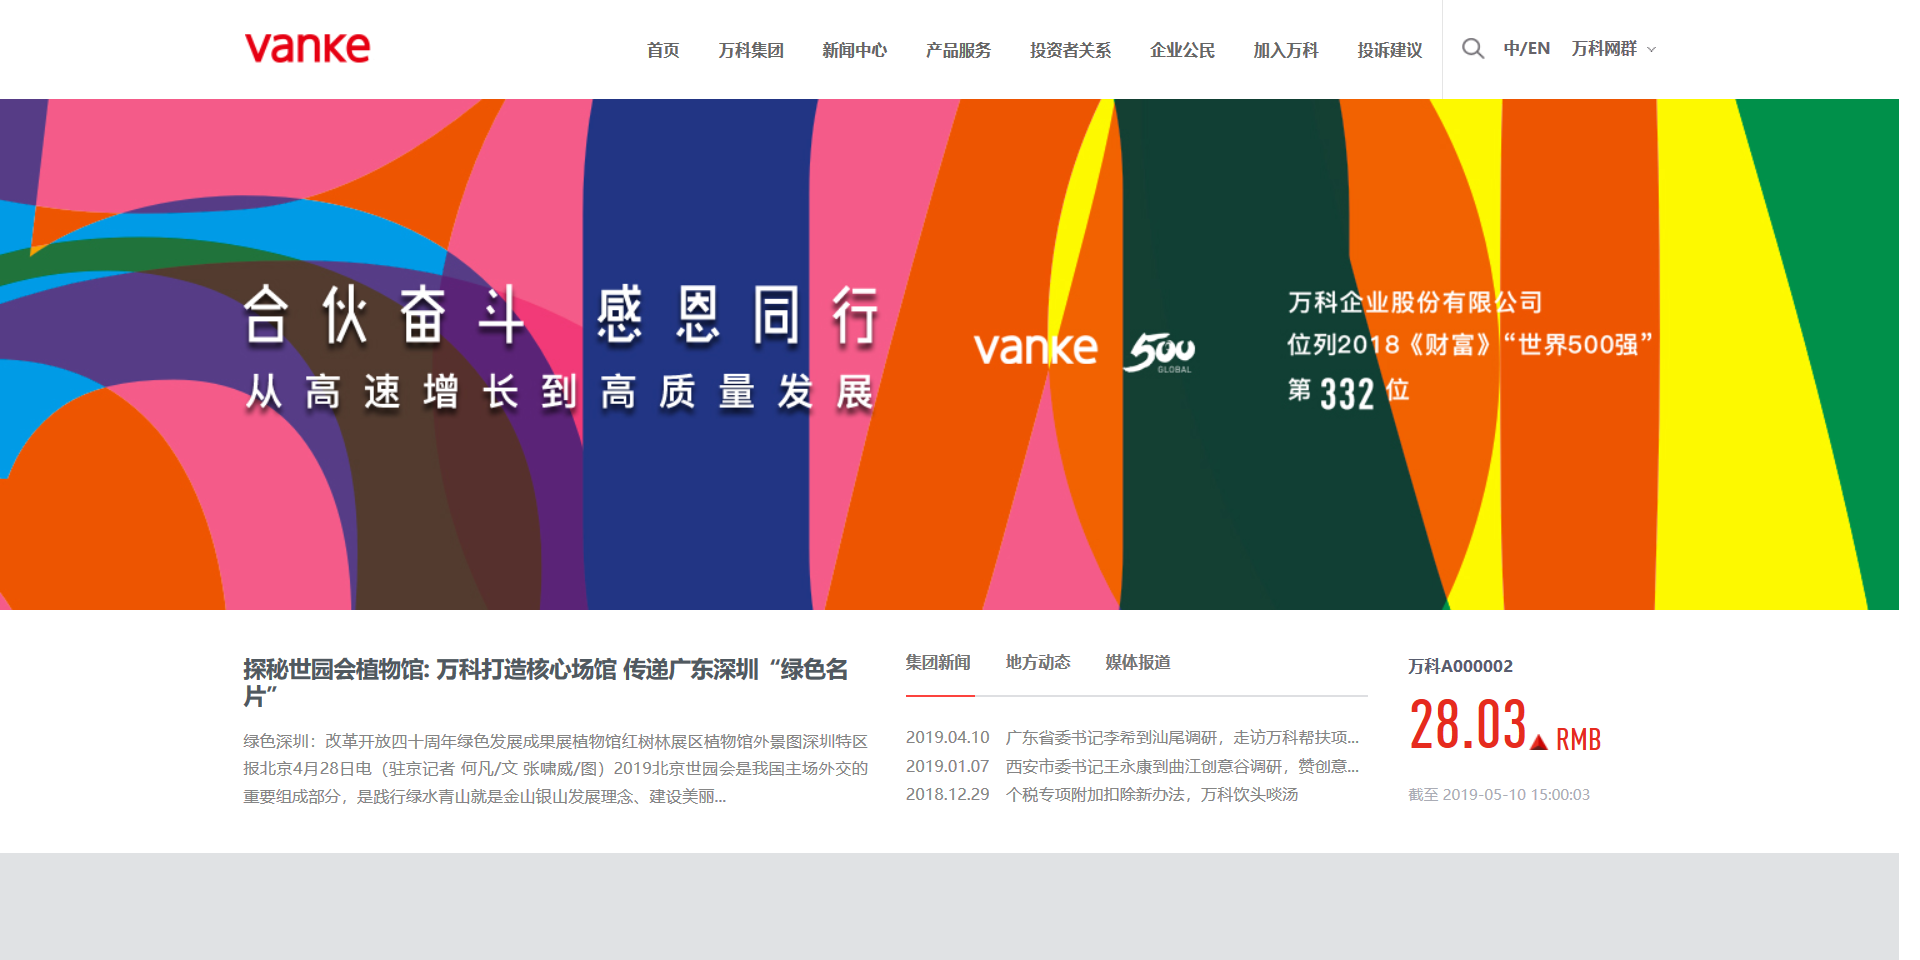 vanke
首页 万科集团 新闻中心 产品服务 投资者关系 企业公民 加入万科 投诉建议 中/EN 万科网群
合伙奋斗 感恩同行
从高速增长到高质量发展
vanke 500
GLOBAL
万科企业股份有限公司
位列2018《财富》“世界500强”
第 332 位
探秘世园会植物馆: 万科打造核心场馆 传递广东深圳“绿色名
片”
绿色深圳：改革开放四十周年绿色发展成果展植物馆红树林展区植物馆外景图深圳特区
报北京4月28日电（驻京记者 何凡/文 张啸威/图）2019北京世园会是我国主场外交的
重要组成部分，是践行绿水青山就是金山银山发展理念、建设美丽...
集团新闻 地方动态 媒体报道
2019.04.10 广东省委书记李希到汕尾调研，走访万科帮扶项...
2019.01.07 西安市委书记王永康到曲江创意谷调研，赞创意...
2018.12.29 个税专项附加扣除新办法，万科饮头啖汤
万科A000002
28.03 RMB
截至 2019-05-10 15:00:03